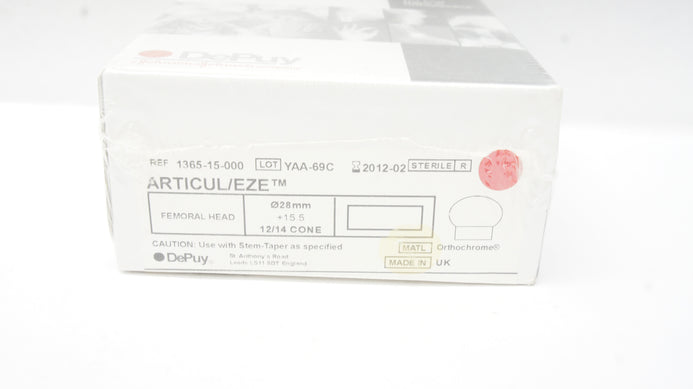 DePuy
REF 1365-15-000 LOT YAA-69C 2012-02 STERILE R
ARTICUL/EZE™
FEMORAL HEAD
Ø28mm
+15.5
12/14 CONE
CAUTION: Use with Stem-Taper as specified
MATL Orthochrome®
DePuy
St. Anthony's Road
Leeds LS11 8DT England
MADE IN UK